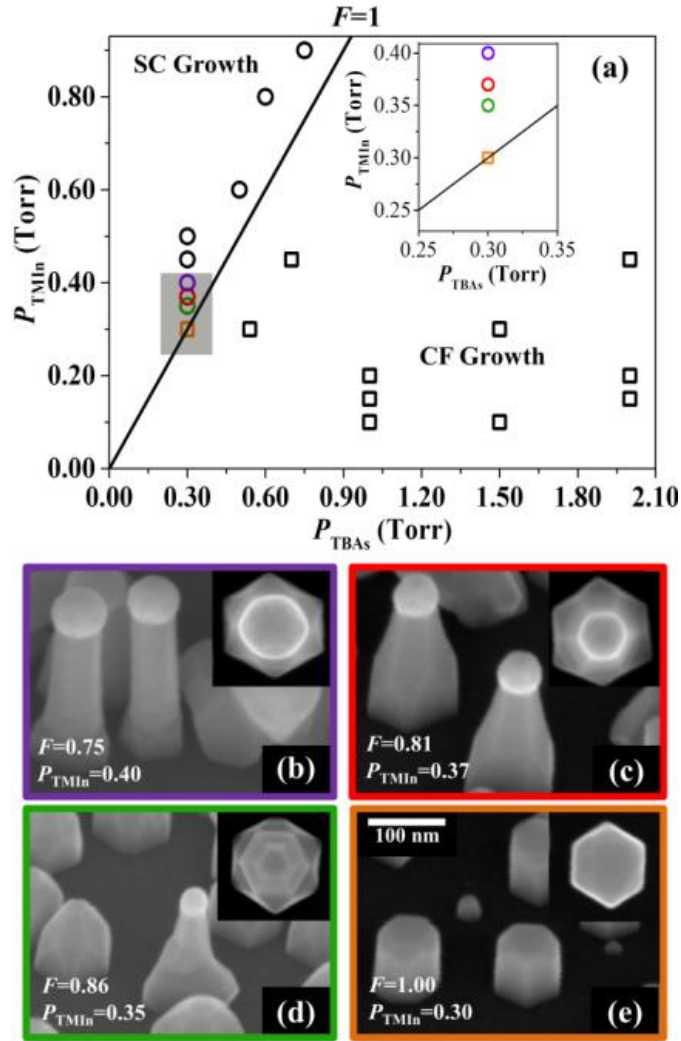 F=1
SC Growth
(a)
0.80
0.60
0.40
0.20
0.00
P_TMIn (Torr)
0.00 0.30 0.60 0.90 1.20 1.50 1.80 2.10
P_TBAs (Torr)
CF Growth
0.40
0.35
0.30
0.25
P_TMIn (Torr)
0.25 0.30 0.35
P_TBAs (Torr)
F=0.75
P_TMIn=0.40
(b)
F=0.81
P_TMIn=0.37
(c)
F=0.86
P_TMIn=0.35
(d)
100 nm
F=1.00
P_TMIn=0.30
(e)